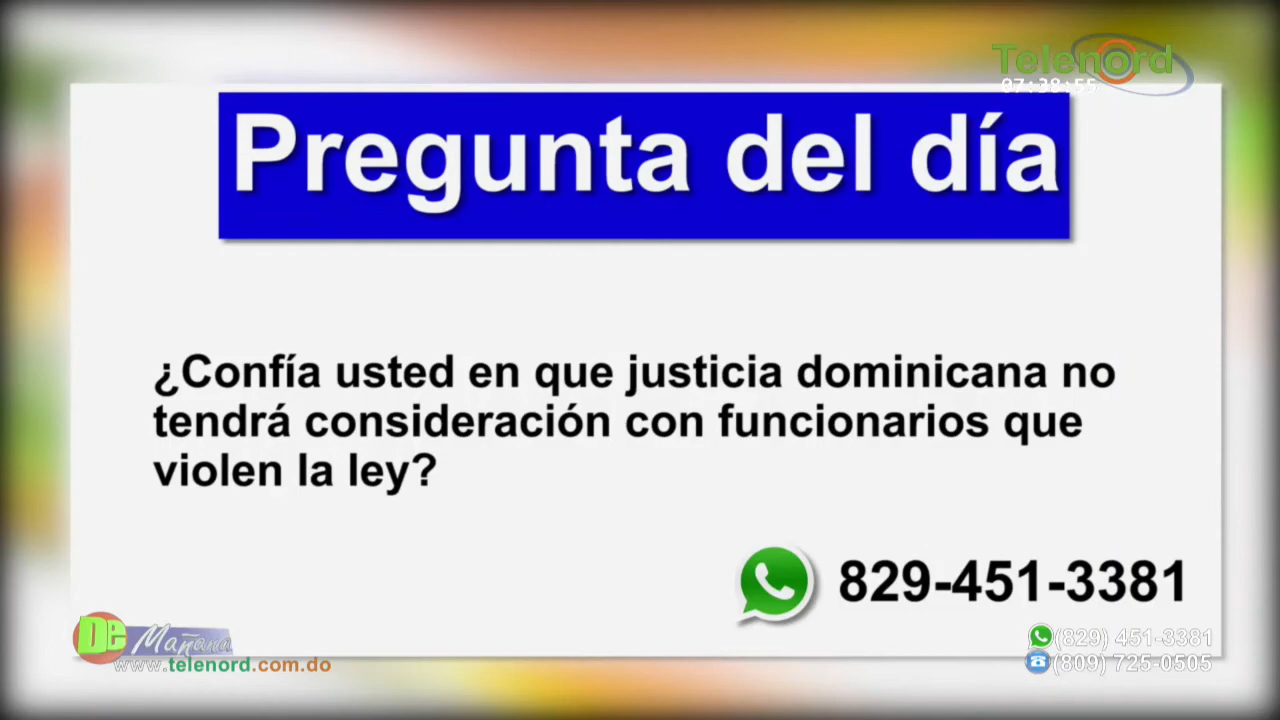 Telenord
07:38:55
Pregunta del día
¿Confía usted en que justicia dominicana no
tendrá consideración con funcionarios que
violen la ley?
829-451-3381
De Mañana
www.telenord.com.do
(829) 451-3381
(809) 725-0505